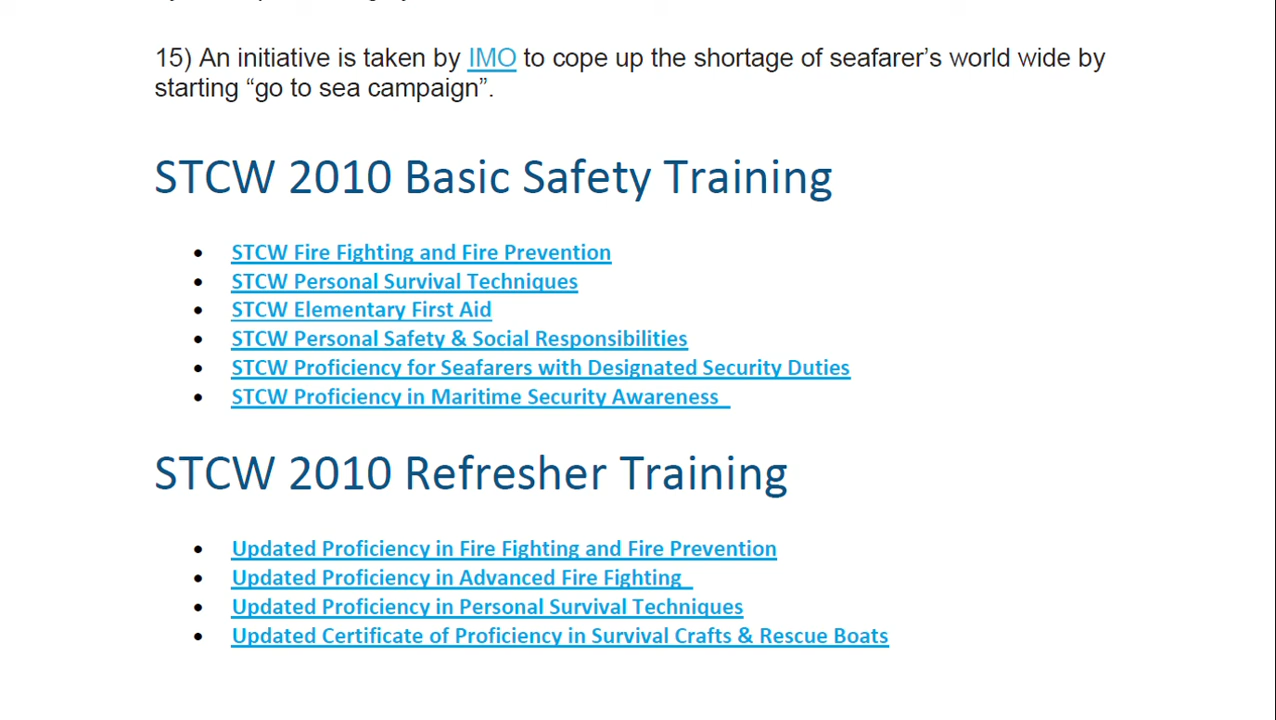 15) An initiative is taken by IMO to cope up the shortage of seafarer’s world wide by
starting “go to sea campaign”.
STCW 2010 Basic Safety Training
• STCW Fire Fighting and Fire Prevention
• STCW Personal Survival Techniques
• STCW Elementary First Aid
• STCW Personal Safety & Social Responsibilities
• STCW Proficiency for Seafarers with Designated Security Duties
• STCW Proficiency in Maritime Security Awareness
STCW 2010 Refresher Training
• Updated Proficiency in Fire Fighting and Fire Prevention
• Updated Proficiency in Advanced Fire Fighting
• Updated Proficiency in Personal Survival Techniques
• Updated Certificate of Proficiency in Survival Crafts & Rescue Boats